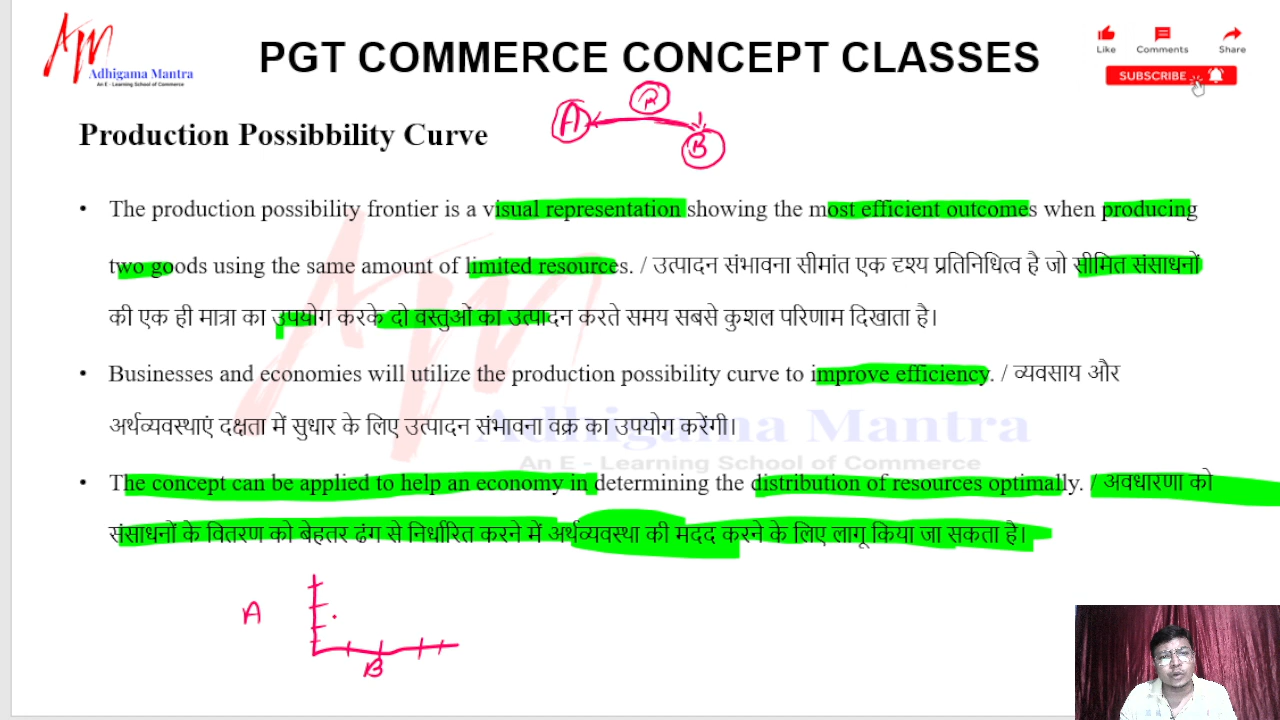 Adhigama Mantra
An E - Learning School of Commerce
PGT COMMERCE CONCEPT CLASSES
Like Comments Share
SUBSCRIBE
Production Possibbility Curve
A R B
• The production possibility frontier is a visual representation showing the most efficient outcomes when producing
two goods using the same amount of limited resources. / उत्पादन संभावना सीमांत एक दृश्य प्रतिनिधित्व है जो सीमित संसाधनों
की एक ही मात्रा का उपयोग करके दो वस्तुओं का उत्पादन करते समय सबसे कुशल परिणाम दिखाता है।
• Businesses and economies will utilize the production possibility curve to improve efficiency. / व्यवसाय और
अर्थव्यवस्थाएं दक्षता में सुधार के लिए उत्पादन संभावना वक्र का उपयोग करेंगी।
Adhigama Mantra
An E - Learning School of Commerce
• The concept can be applied to help an economy in determining the distribution of resources optimally. / अवधारणा को
संसाधनों के वितरण को बेहतर ढंग से निर्धारित करने में अर्थव्यवस्था की मदद करने के लिए लागू किया जा सकता है।
A
B